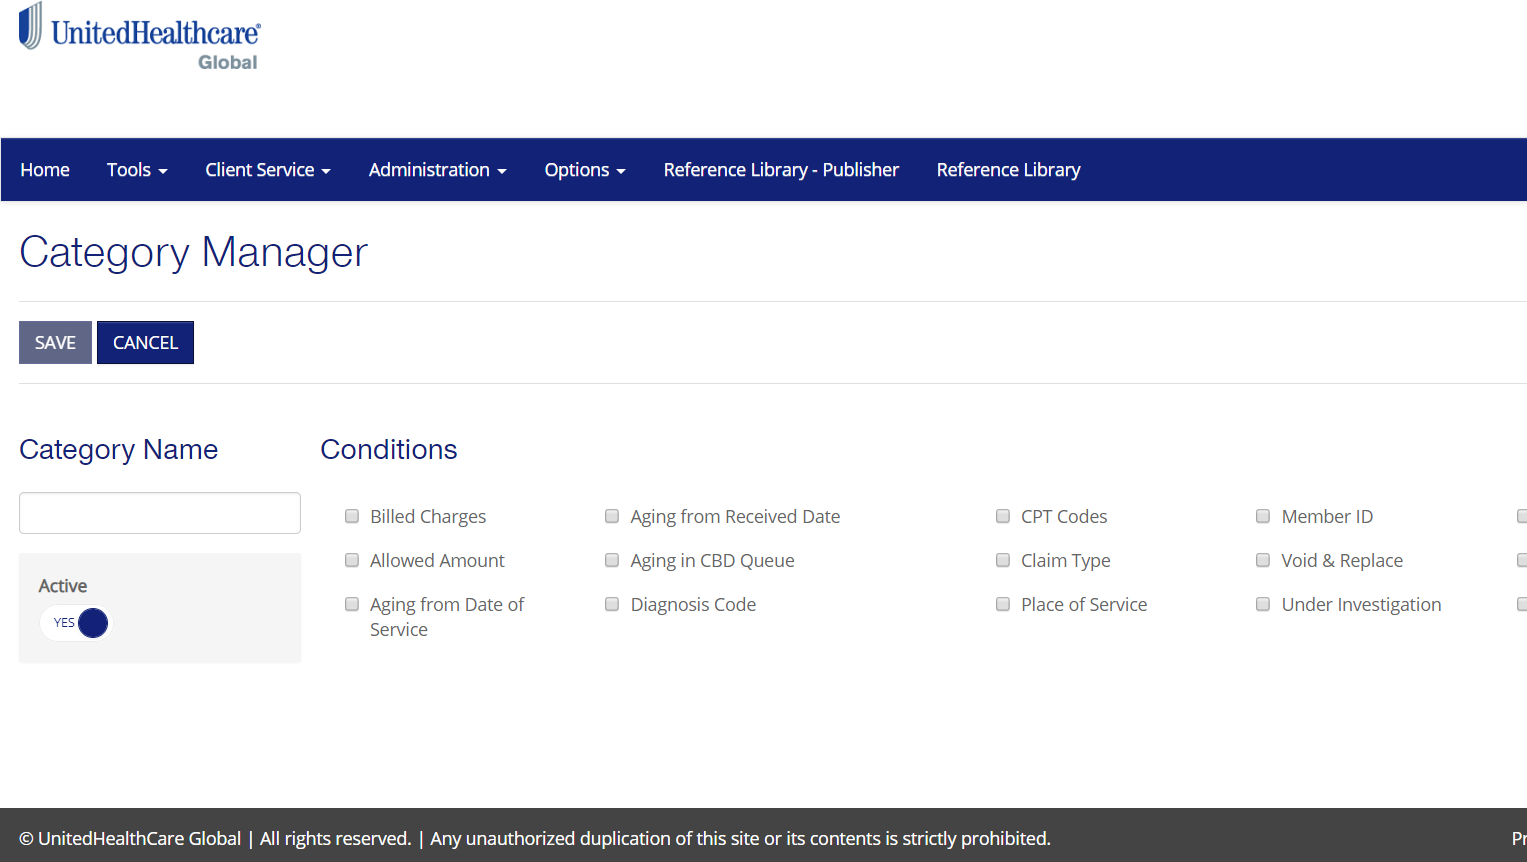 UnitedHealthcare®
Global
Home Tools Client Service Administration Options Reference Library - Publisher Reference Library
Category Manager
SAVE CANCEL
Category Name Conditions
Billed Charges Aging from Received Date CPT Codes Member ID
Allowed Amount Aging in CBD Queue Claim Type Void & Replace
Active
Aging from Date of Service Diagnosis Code Place of Service Under Investigation
YES
© UnitedHealthCare Global | All rights reserved. | Any unauthorized duplication of this site or its contents is strictly prohibited.